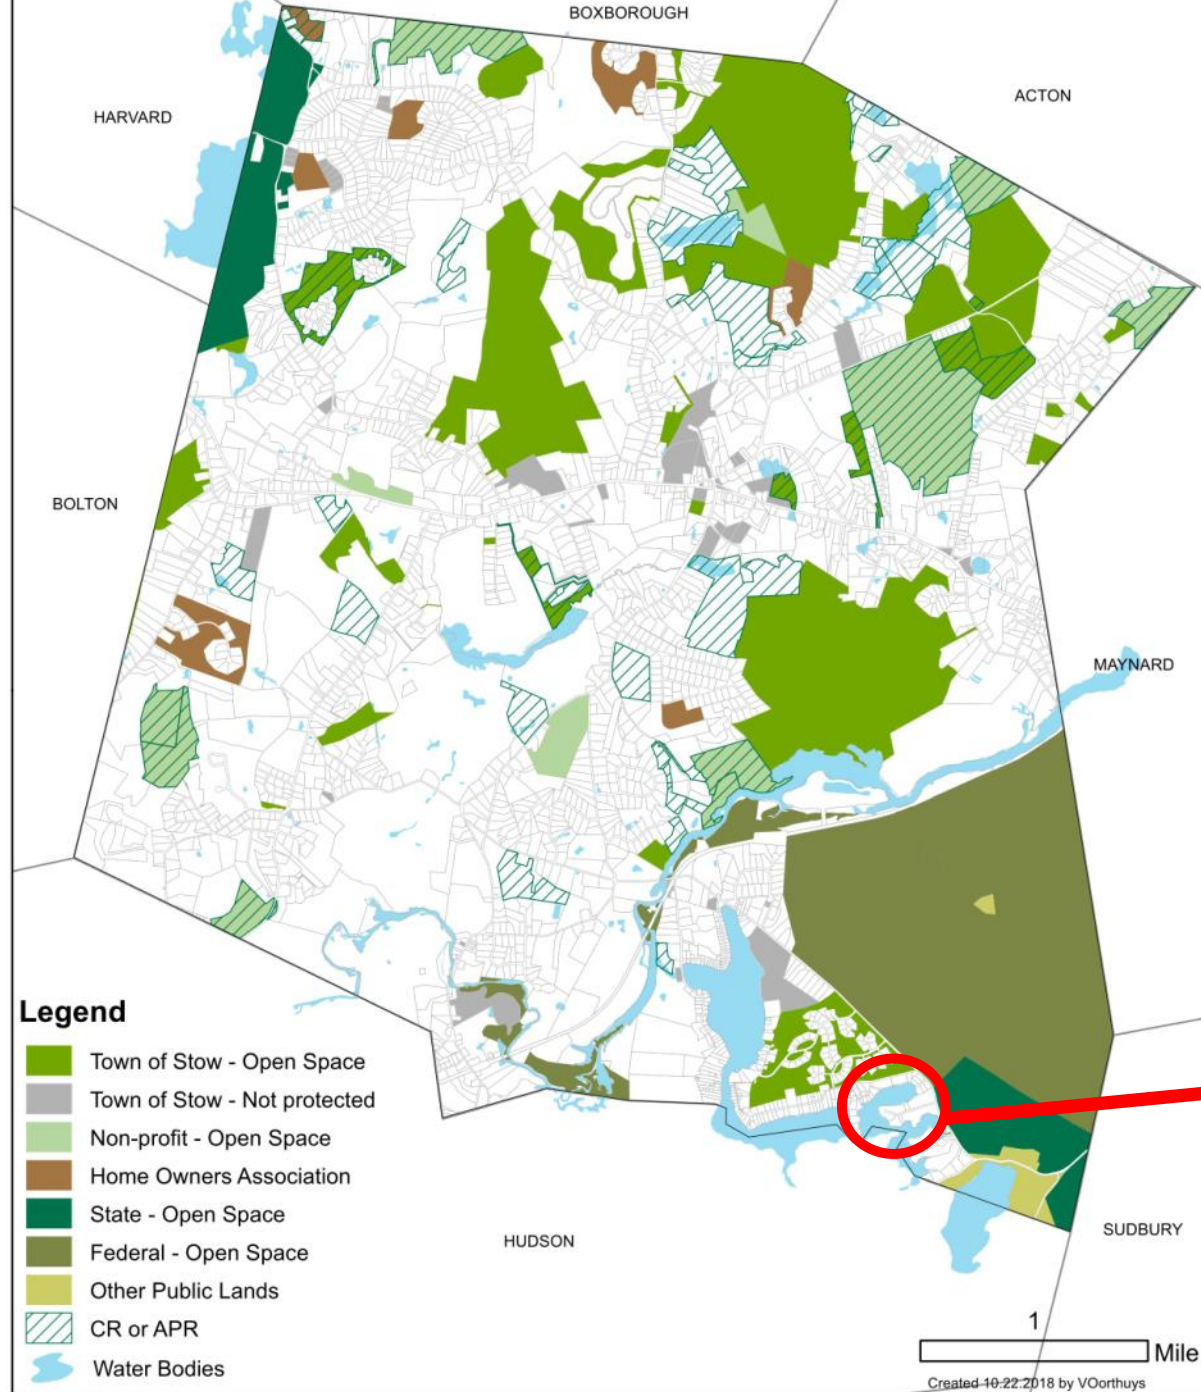 BOXBOROUGH
ACTON
HARVARD
BOLTON
MAYNARD
Legend
Town of Stow - Open Space
Town of Stow - Not protected
Non-profit - Open Space
Home Owners Association
State - Open Space
Federal - Open Space
Other Public Lands
CR or APR
Water Bodies
HUDSON
SUDBURY
1
Mile
Created 10.22.2018 by VOorthuys